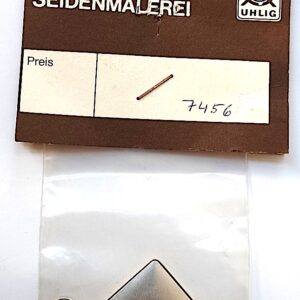 SEIDENMALEREI
UHLIG
Preis
7456